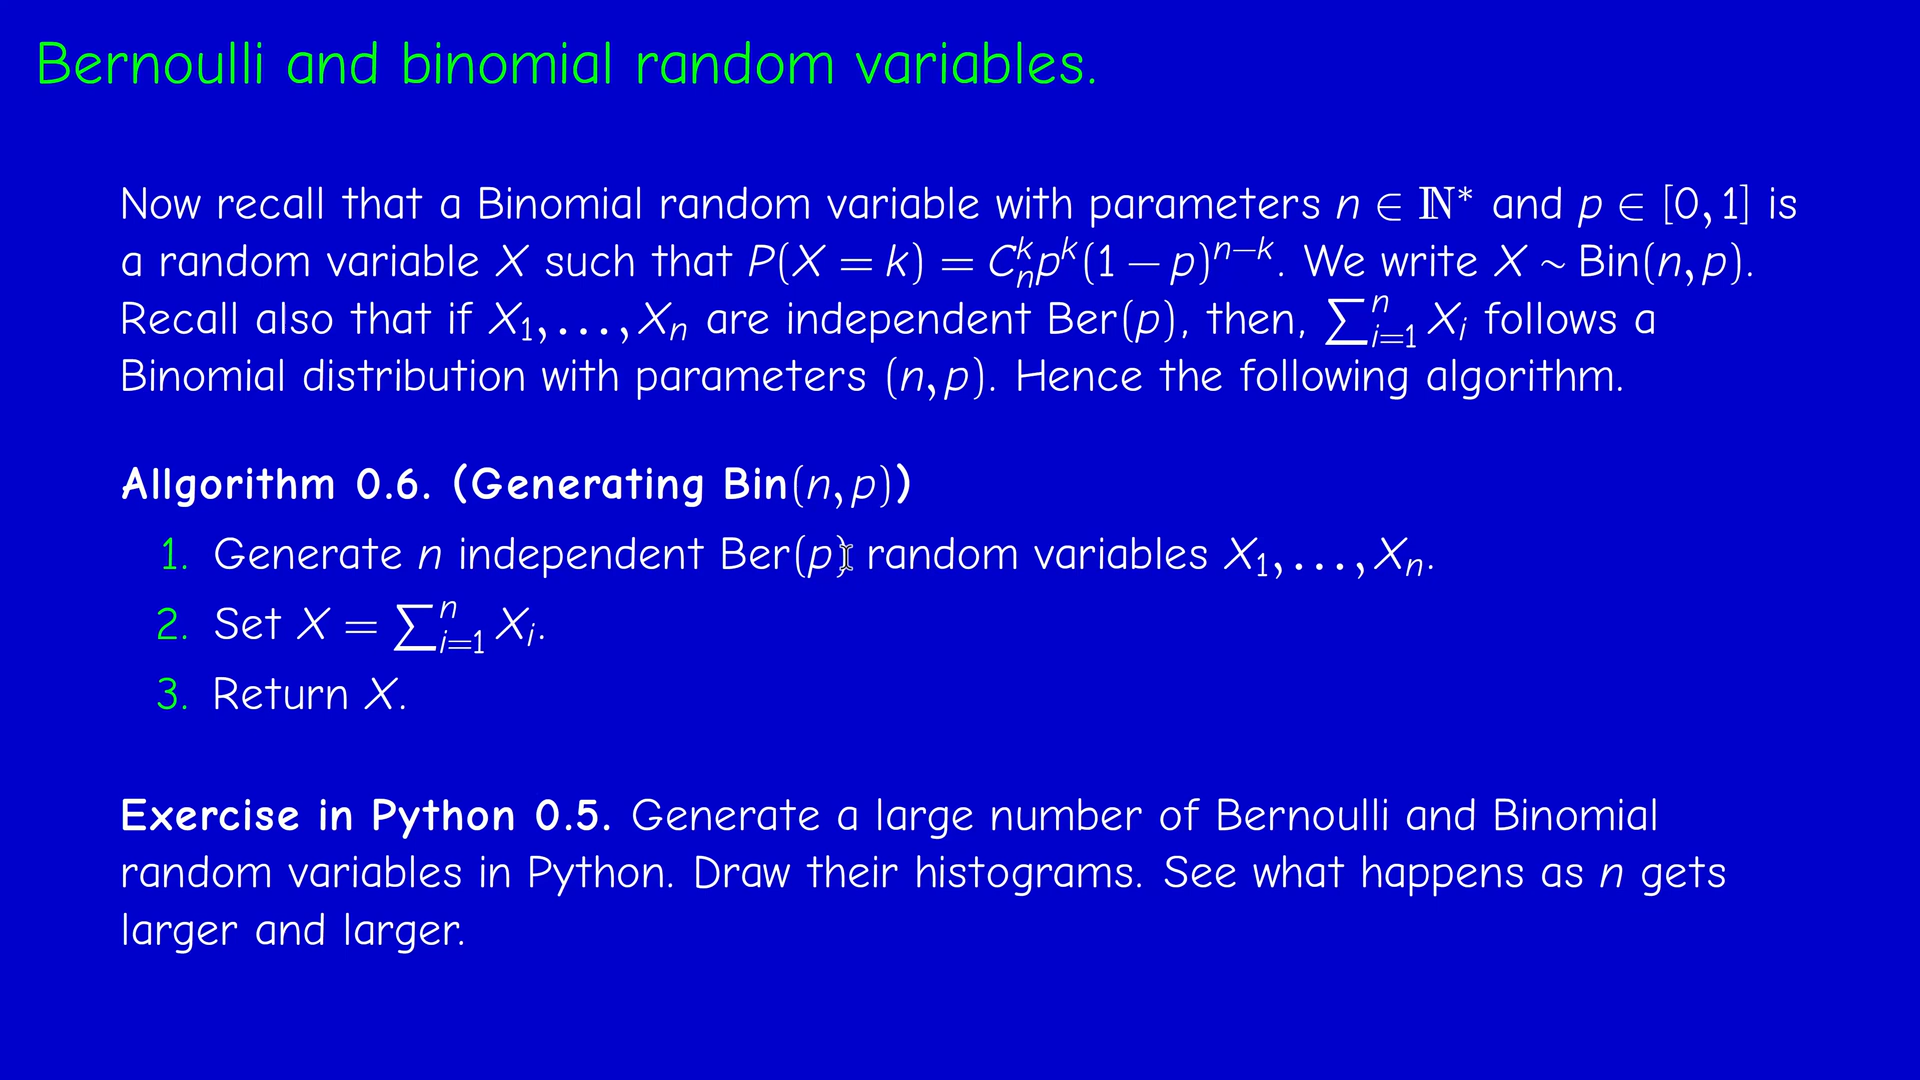 Bernoulli and binomial random variables.
Now recall that a Binomial random variable with parameters n ∈ ℕ* and p ∈ [0, 1] is
a random variable X such that P(X = k) = C_n^k p^k (1 − p)^{n−k}. We write X ~ Bin(n, p).
Recall also that if X_1, ..., X_n are independent Ber(p), then, ∑_{i=1}^n X_i follows a
Binomial distribution with parameters (n, p). Hence the following algorithm.
Allgorithm 0.6. (Generating Bin(n, p))
1. Generate n independent Ber(p) random variables X_1, ..., X_n.
2. Set X = ∑_{i=1}^n X_i.
3. Return X.
Exercise in Python 0.5. Generate a large number of Bernoulli and Binomial
random variables in Python. Draw their histograms. See what happens as n gets
larger and larger.